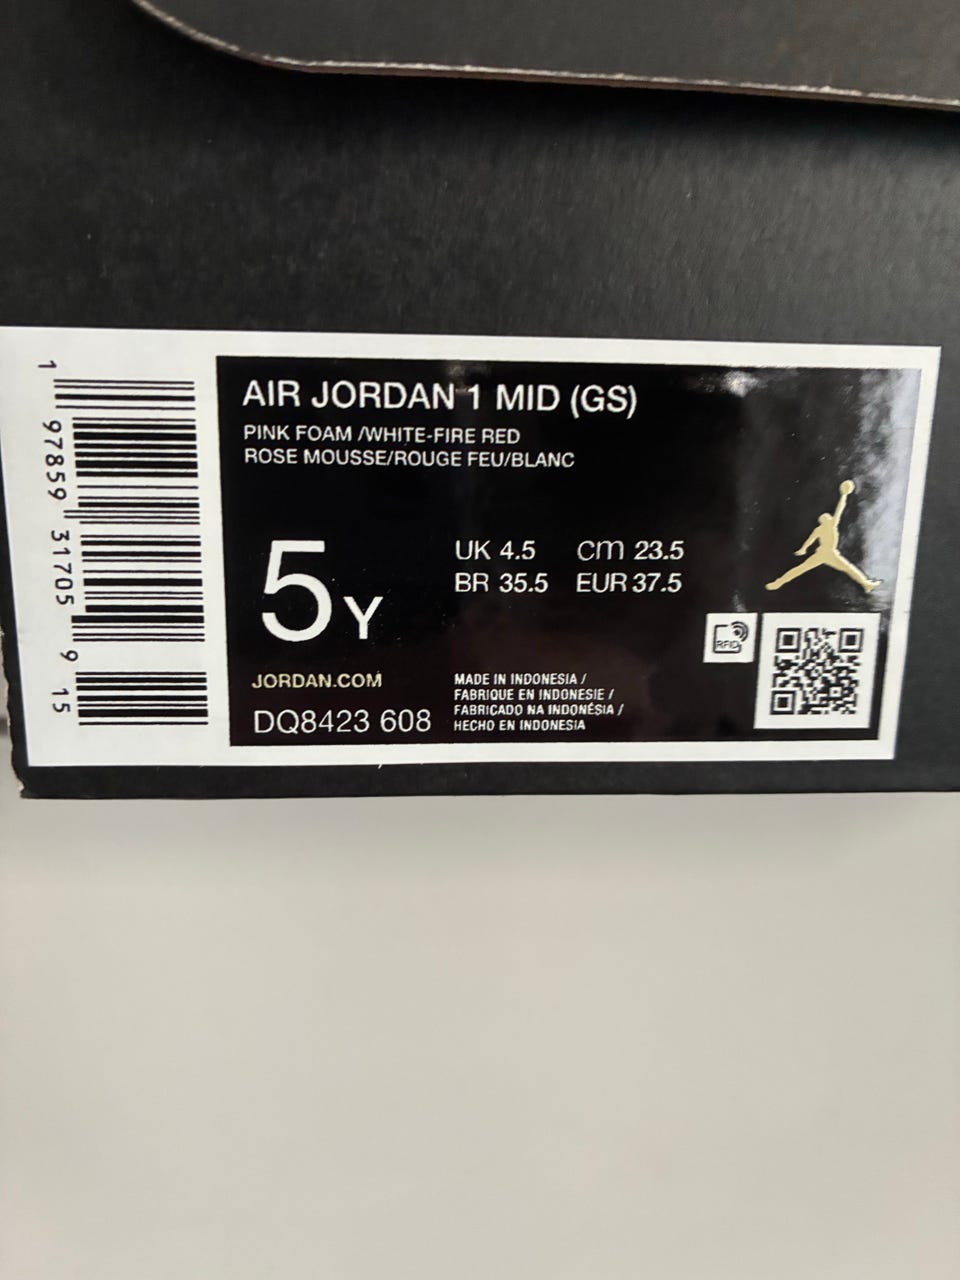 AIR JORDAN 1 MID (GS)
PINK FOAM /WHITE-FIRE RED
ROSE MOUSSE/ROUGE FEU/BLANC
5Y
UK 4.5 CM 23.5
BR 35.5 EUR 37.5
RFID
JORDAN.COM
DQ8423 608
MADE IN INDONESIA /
FABRIQUE EN INDONESIE /
FABRICADO NA INDONÉSIA /
HECHO EN INDONESIA
1 97859 31705 9 15